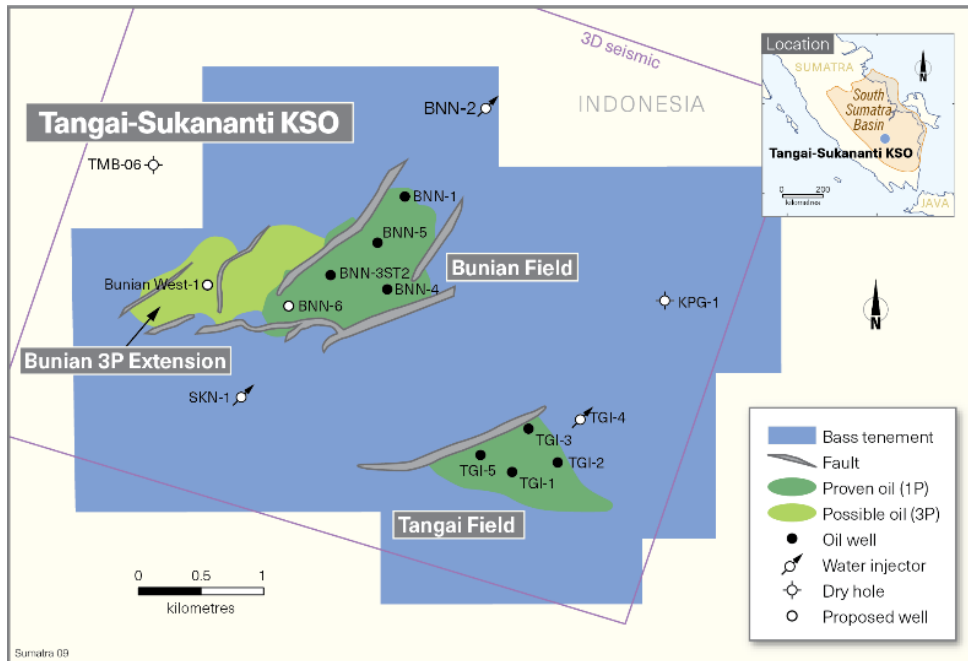 3D seismic
INDONESIA
Tangai-Sukananti KSO
BNN-2
TMB-06
BNN-1
BNN-5
BNN-3ST2
BNN-4
BNN-6
Bunian Field
Bunian West-1
Bunian 3P Extension
KPG-1
N
SKN-1
TGI-4
TGI-3
TGI-5
TGI-2
TGI-1
Tangai Field
0 0.5 1
kilometres
Sumatra 09
Location
SUMATRA
N
South
Sumatra
Basin
Tangai-Sukananti KSO
0 200
kilometres
JAVA
Bass tenement
Fault
Proven oil (1P)
Possible oil (3P)
Oil well
Water injector
Dry hole
Proposed well